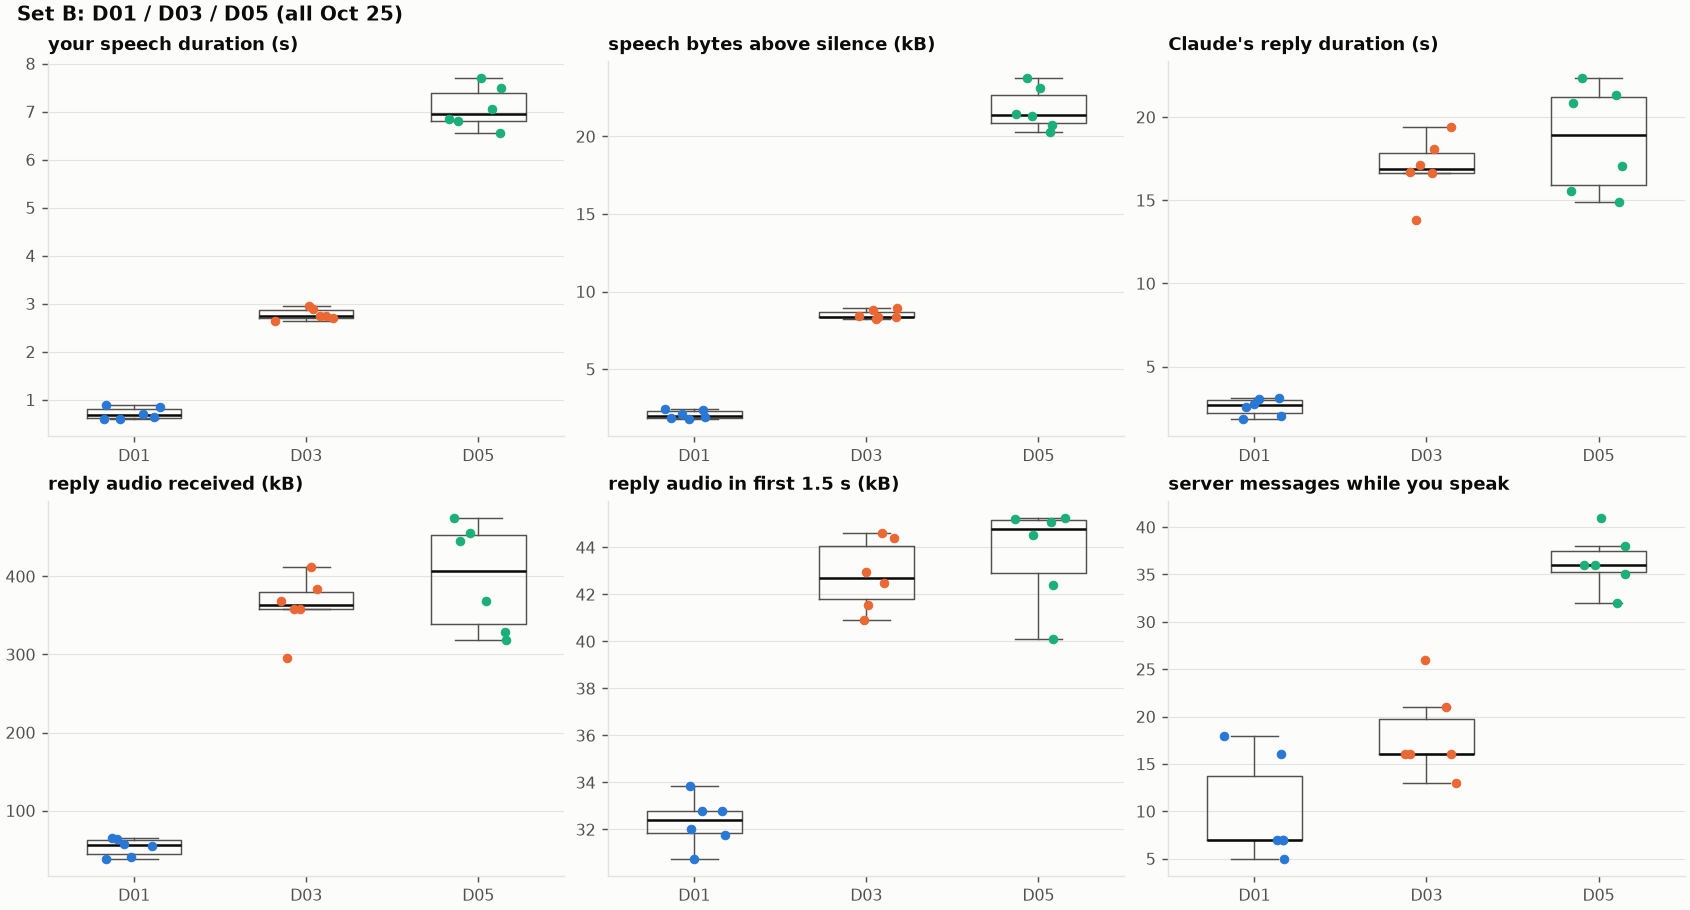 Set B: D01 / D03 / D05 (all Oct 25)
your speech duration (s)
8
7
6
5
4
3
2
1
D01 D03 D05
speech bytes above silence (kB)
20
15
10
5
D01 D03 D05
Claude's reply duration (s)
20
15
10
5
D01 D03 D05
reply audio received (kB)
400
300
200
100
D01 D03 D05
reply audio in first 1.5 s (kB)
44
42
40
38
36
34
32
D01 D03 D05
server messages while you speak
40
35
30
25
20
15
10
5
D01 D03 D05